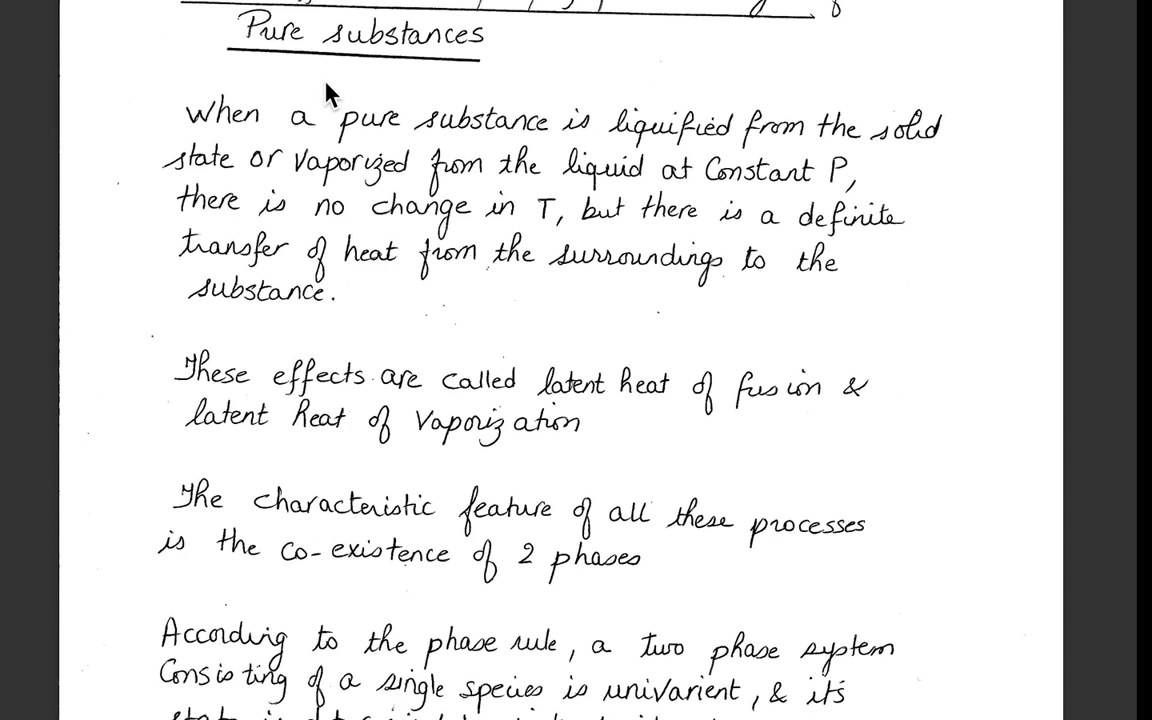 Pure substances
When a pure substance is liquified from the solid
state or vaporized from the liquid at Constant P,
there is no change in T, but there is a definite
transfer of heat from the surroundings to the
substance.
These effects are called latent heat of fusion &
latent heat of vaporization
The characteristic feature of all these processes
is the co-existence of 2 phases
According to the phase rule, a two phase system
Consisting of a single species is univarient, & it's